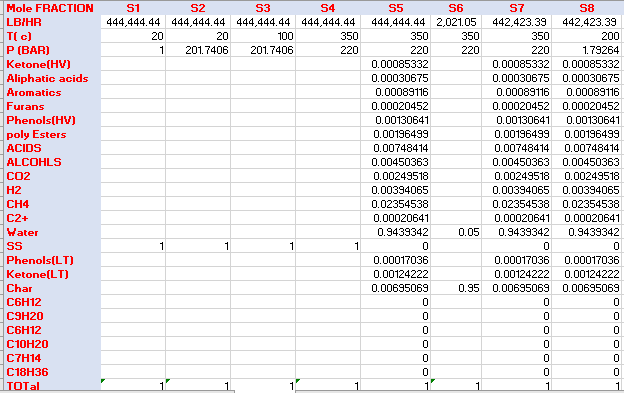 Mole FRACTION S1 S2 S3 S4 S5 S6 S7 S8
LB/HR 444,444.44 444,444.44 444,444.44 444,444.44 444,444.44 2,021.05 442,423.39 442,423.39
T( c) 20 20 100 350 350 350 350 200
P (BAR) 1 201.7406 201.7406 220 220 220 220 1.79264
Ketone(HV) 0.00085332 0.00085332 0.00085332
Aliphatic acids 0.00030675 0.00030675 0.00030675
Aromatics 0.00089116 0.00089116 0.00089116
Furans 0.00020452 0.00020452 0.00020452
Phenols(HV) 0.00130641 0.00130641 0.00130641
poly Esters 0.00196499 0.00196499 0.00196499
ACIDS 0.00748414 0.00748414 0.00748414
ALCOHLS 0.00450363 0.00450363 0.00450363
CO2 0.00249518 0.00249518 0.00249518
H2 0.00394065 0.00394065 0.00394065
CH4 0.02354538 0.02354538 0.02354538
C2+ 0.00020641 0.00020641 0.00020641
Water 0.9439342 0.05 0.9439342 0.9439342
SS 1 1 1 1 0 0 0
Phenols(LT) 0.00017036 0.00017036 0.00017036
Ketone(LT) 0.00124222 0.00124222 0.00124222
Char 0.00695069 0.95 0.00695069 0.00695069
C6H12 0 0 0
C9H20 0 0 0
C6H12 0 0 0
C10H20 0 0 0
C7H14 0 0 0
C18H36 0 0 0
TOTal 1 1 1 1 1 1 1 1